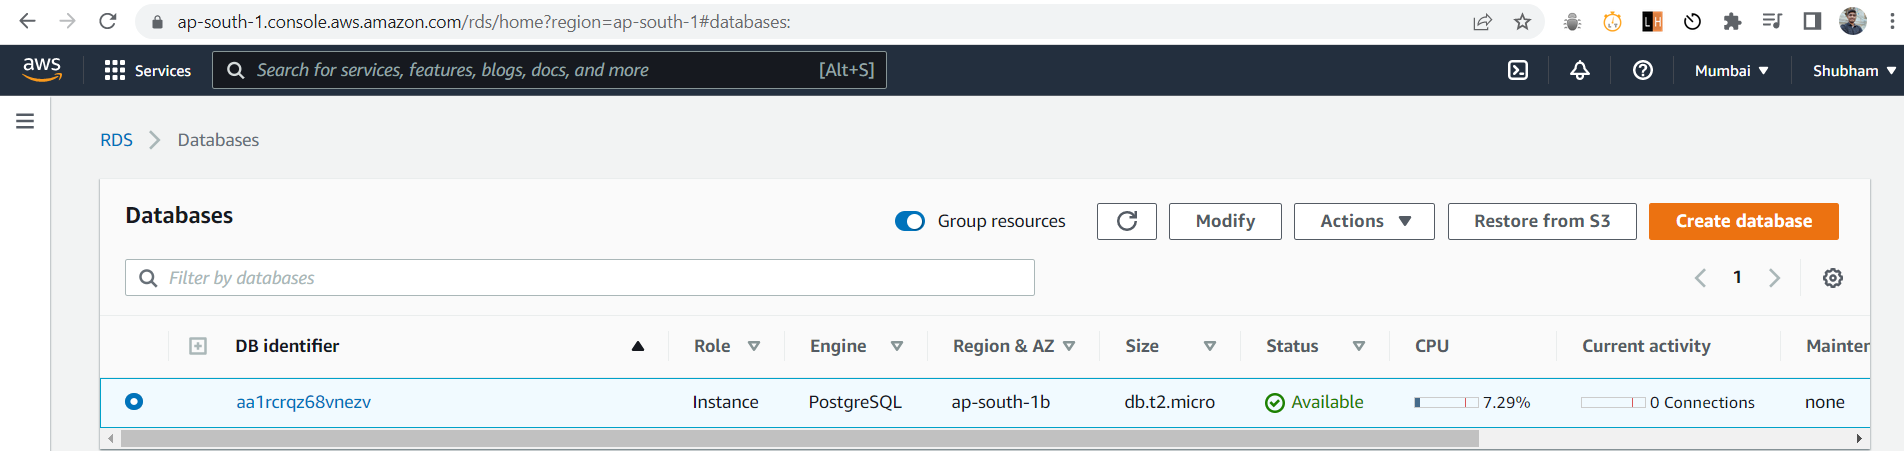 ap-south-1.console.aws.amazon.com/rds/home?region=ap-south-1#databases:
LH
aws Services Search for services, features, blogs, docs, and more [Alt+S] Mumbai Shubham
RDS Databases
Databases Group resources Modify Actions Restore from S3 Create database
Filter by databases 1
DB identifier Role Engine Region & AZ Size Status CPU Current activity Mainter
aa1rcrqz68vnezv Instance PostgreSQL ap-south-1b db.t2.micro Available 7.29% 0 Connections none